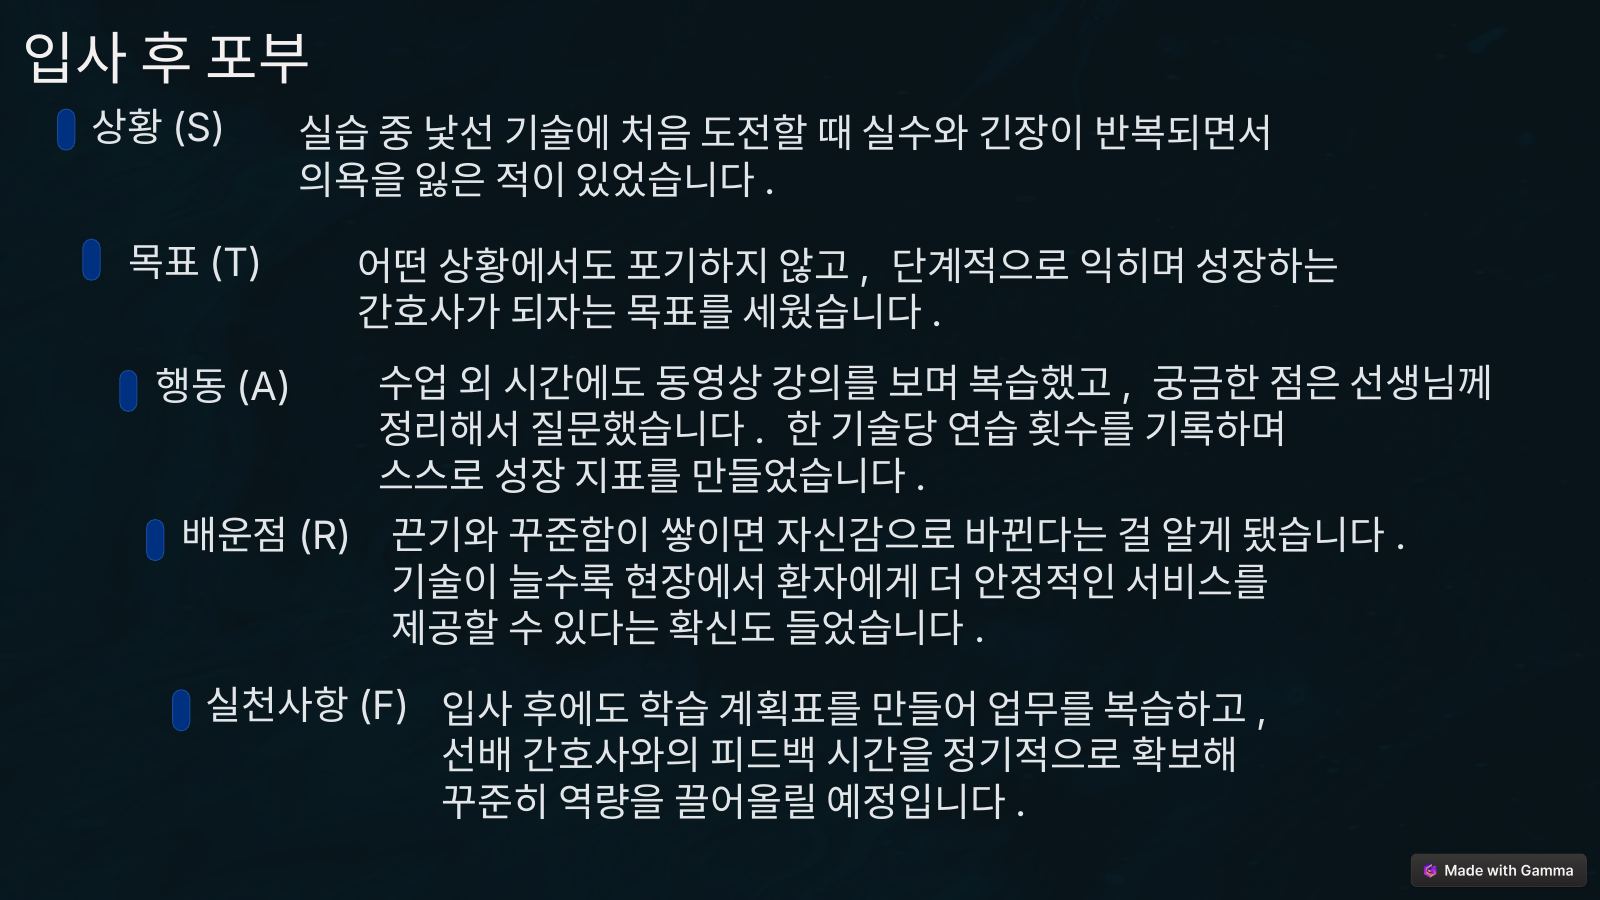 입사 후 포부
상황 (S)
실습 중 낯선 기술에 처음 도전할 때 실수와 긴장이 반복되면서
의욕을 잃은 적이 있었습니다 .
목표 (T)
어떤 상황에서도 포기하지 않고 , 단계적으로 익히며 성장하는
간호사가 되자는 목표를 세웠습니다 .
행동 (A)
수업 외 시간에도 동영상 강의를 보며 복습했고 , 궁금한 점은 선생님께
정리해서 질문했습니다 . 한 기술당 연습 횟수를 기록하며
스스로 성장 지표를 만들었습니다 .
배운점 (R)
끈기와 꾸준함이 쌓이면 자신감으로 바뀐다는 걸 알게 됐습니다 .
기술이 늘수록 현장에서 환자에게 더 안정적인 서비스를
제공할 수 있다는 확신도 들었습니다 .
실천사항 (F)
입사 후에도 학습 계획표를 만들어 업무를 복습하고 ,
선배 간호사와의 피드백 시간을 정기적으로 확보해
꾸준히 역량을 끌어올릴 예정입니다 .
Made with Gamma